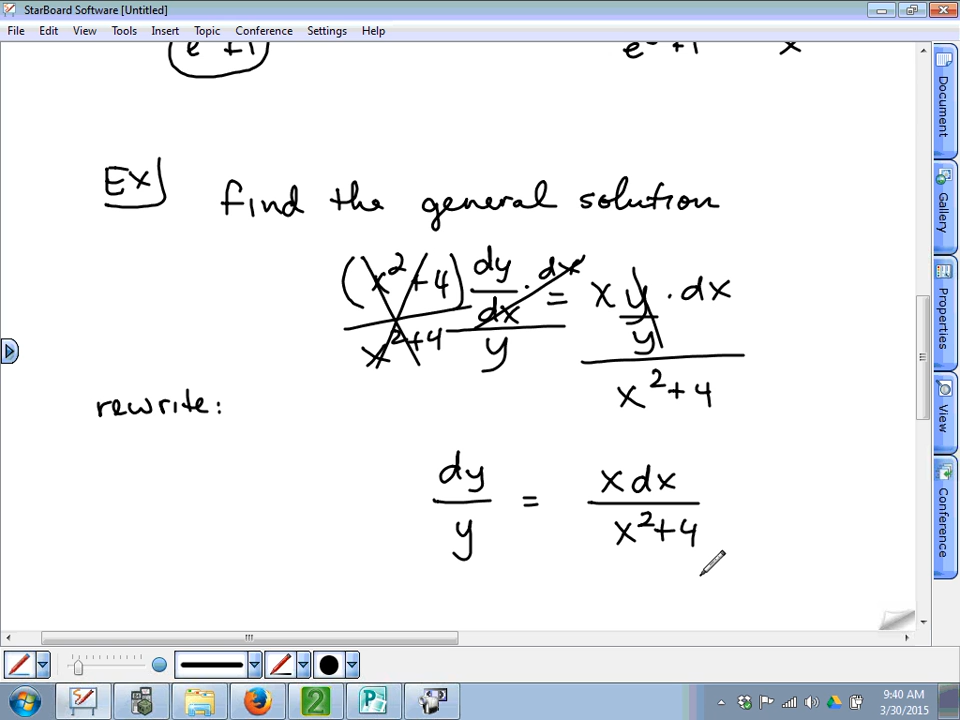 StarBoard Software [Untitled]
File Edit View Tools Insert Topic Conference Settings Help
Ex) find the general solution
(x²+4) dy/dx · dx = x y · dx
x²+4 y y x²+4
rewrite:
dy/y = x dx/x²+4
Document
Gallery
Properties
View
Conference
9:40 AM
3/30/2015